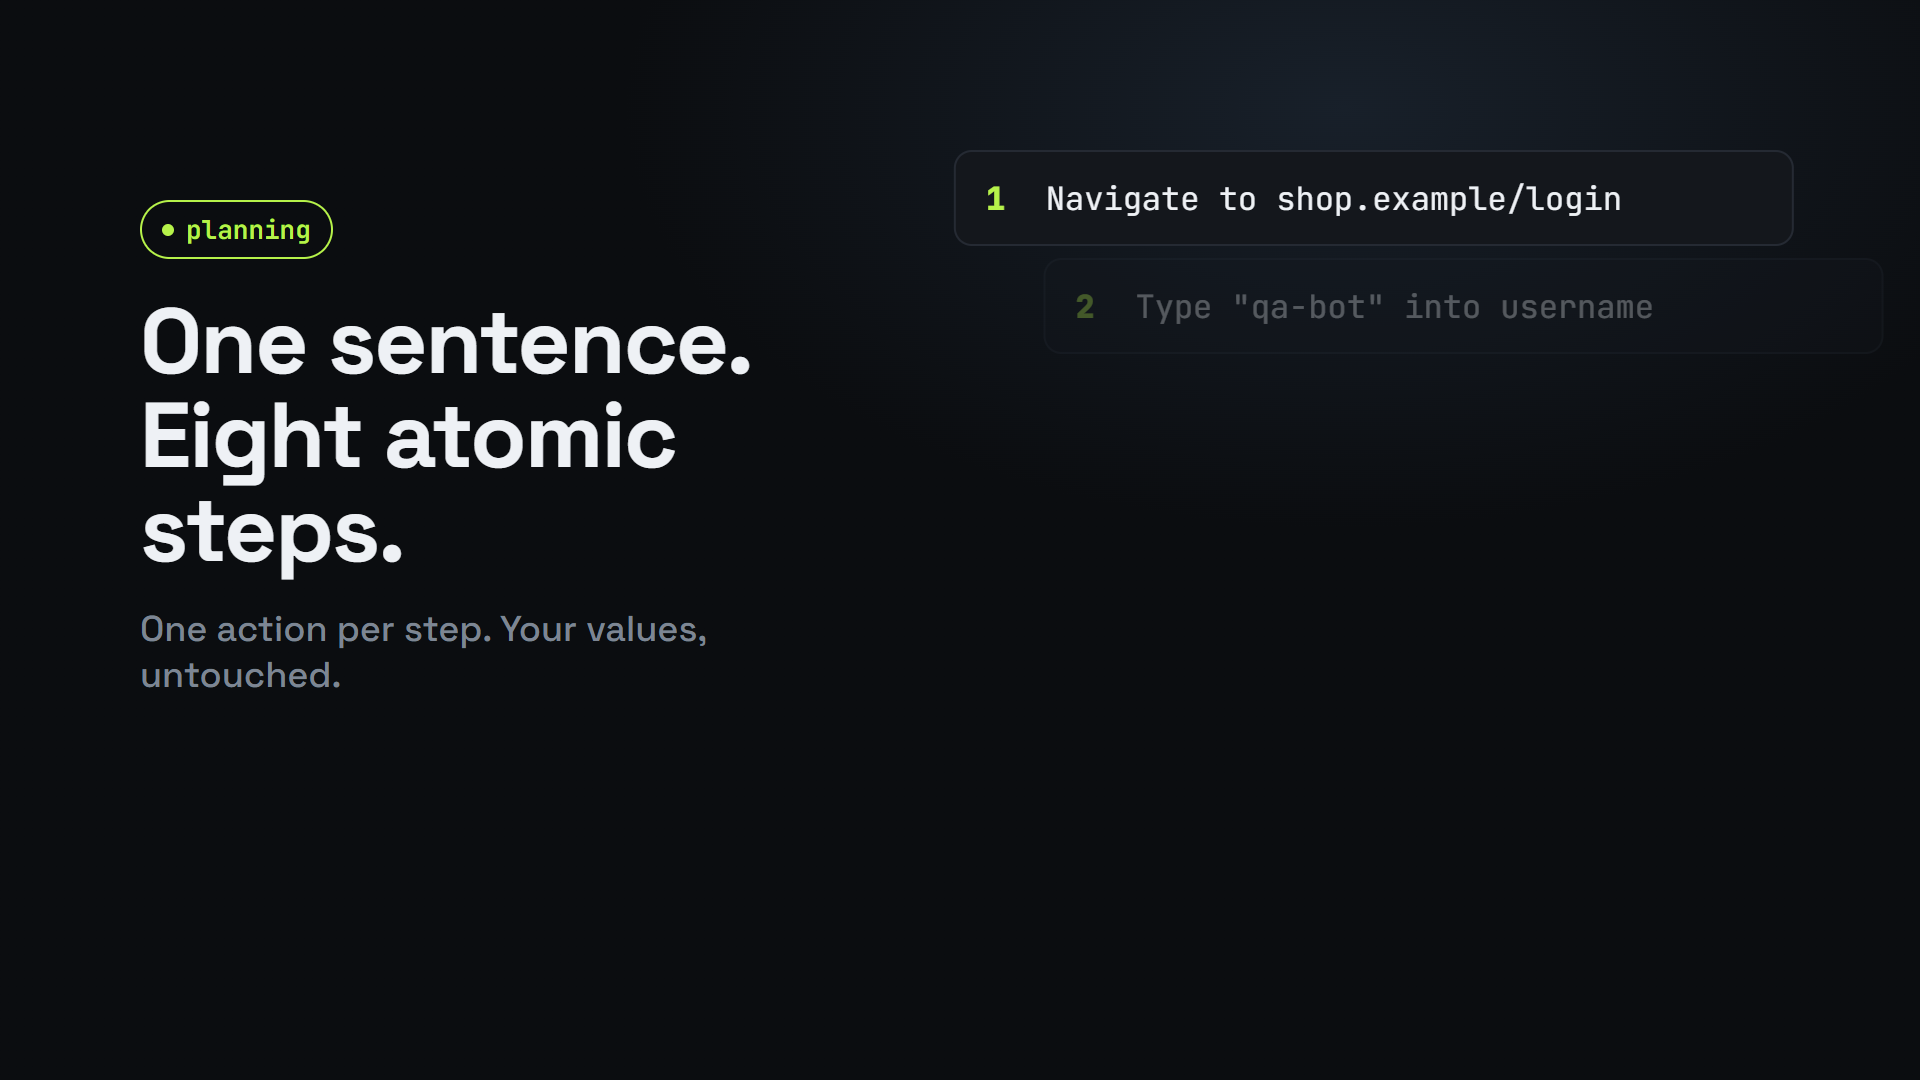 planning
One sentence.
Eight atomic
steps.
One action per step. Your values,
untouched.
1 Navigate to shop.example/login
2 Type "qa-bot" into username